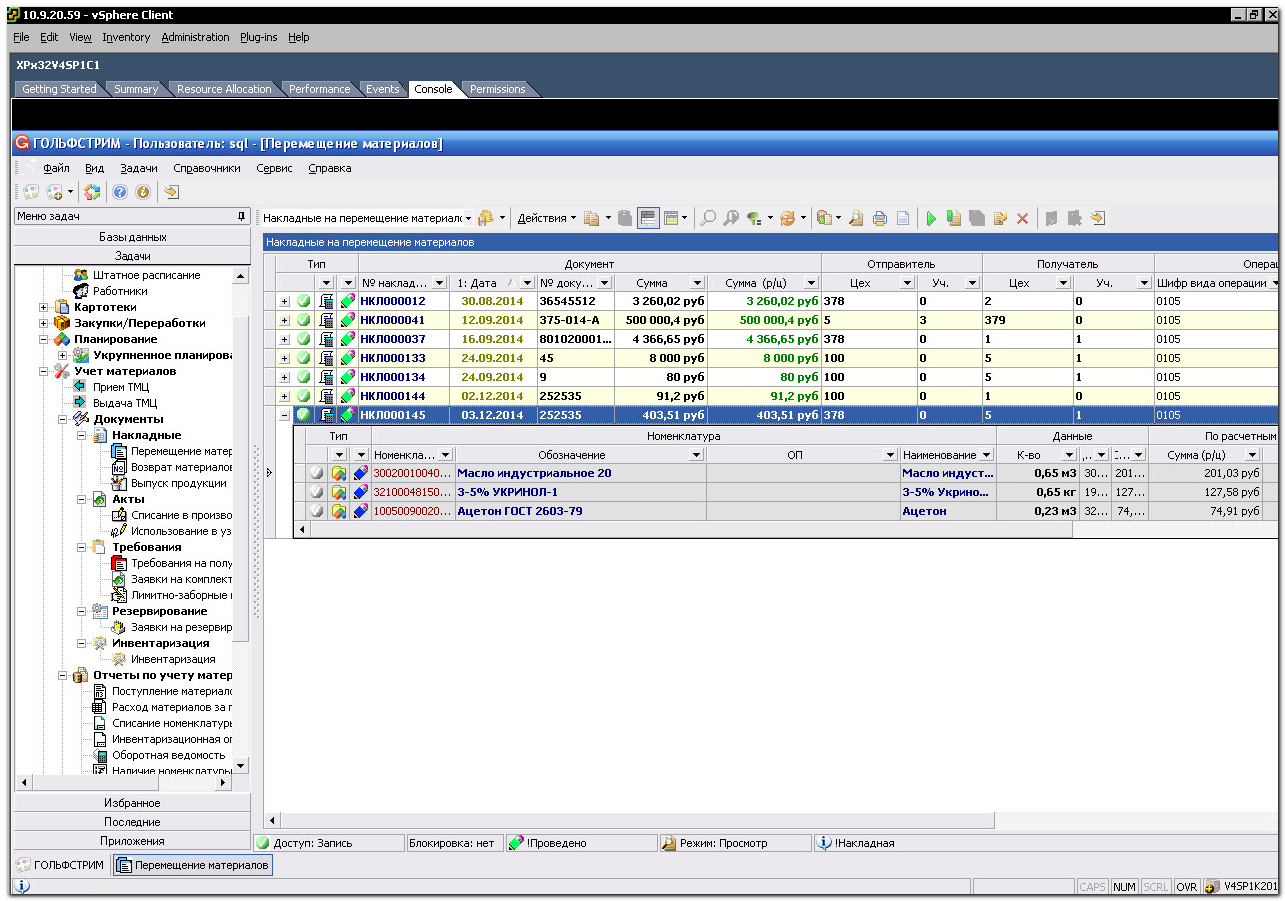 10.9.20.59 - vSphere Client
File Edit View Inventory Administration Plug-ins Help
XPx32V4SP1C1
Getting Started Summary Resource Allocation Performance Events Console Permissions
ГОЛЬФСТРИМ - Пользователь: sql - [Перемещение материалов]
Файл Вид Задачи Справочники Сервис Справка
Меню задач
Базы данных
Задачи
Штатное расписание
Работники
Картотеки
Закупки/Переработки
Планирование
Укрупненное планирова
Учет материалов
Прием ТМЦ
Выдача ТМЦ
Документы
Накладные
Перемещение матер
Возврат материалов
Выпуск продукции
Акты
Списание в произво
Использование в уз
Требования
Требования на полу
Заявки на комплект
Лимитно-заборные
Резервирование
Заявки на резервир
Инвентаризация
Инвентаризация
Отчеты по учету матер
Поступление материало
Расход материалов за г
Списание номенклатуры
Инвентаризационная оп
Оборотная ведомость
Наличие номенклатуры
Избранное
Последние
Приложения
Накладные на перемещение материалс Действия
Накладные на перемещение материалов
Тип Документ Отправитель Получатель Операц
№ наклад... 1: Дата № доку... Сумма Сумма (р/ц) Цех Уч. Цех Уч. Шифр вида операции
НКЛ000012 30.08.2014 36545512 3 260,02 руб 3 260,02 руб 378 0 2 0 0105
НКЛ000041 12.09.2014 375-014-А 500 000,4 руб 500 000,4 руб 5 3 379 0 0105
НКЛ000037 16.09.2014 801020001... 4 366,65 руб 4 366,65 руб 378 0 1 1 0105
НКЛ000133 24.09.2014 45 8 000 руб 8 000 руб 100 0 5 1 0105
НКЛ000134 24.09.2014 9 80 руб 80 руб 100 0 5 1 0105
НКЛ000144 02.12.2014 252535 91,2 руб 91,2 руб 100 0 1 0 0105
НКЛ000145 03.12.2014 252535 403,51 руб 403,51 руб 378 0 5 1 0105
Тип Номенклатура Данные По расчетным
Номенкла... Обозначение ОП Наименование К-во Сумма (р/ц)
30020010040... Масло индустриальное 20 Масло индуст... 0,65 м3 30... 201... 201,03 руб
32100048150... 3-5% УКРИНОЛ-1 3-5% Укрино... 0,65 кг 19... 127... 127,58 руб
10050090020... Ацетон ГОСТ 2603-79 Ацетон 0,23 м3 32... 74,... 74,91 руб
Доступ: Запись Блокировка: нет !Проведено Режим: Просмотр !Накладная
ГОЛЬФСТРИМ Перемещение материалов
CAPS NUM SCRL OVR V4SP1K201